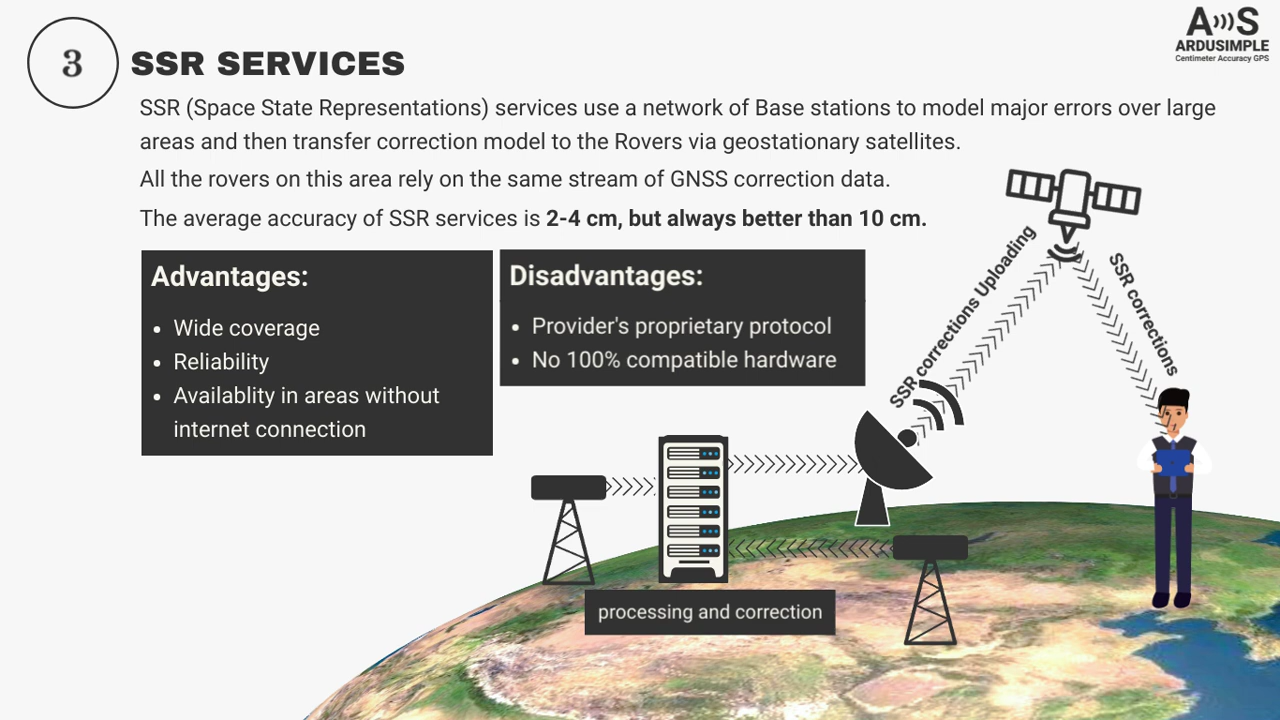 3
SSR SERVICES
A S
ARDUSIMPLE
Centimeter Accuracy GPS
SSR (Space State Representations) services use a network of Base stations to model major errors over large
areas and then transfer correction model to the Rovers via geostationary satellites.
All the rovers on this area rely on the same stream of GNSS correction data.
The average accuracy of SSR services is 2-4 cm, but always better than 10 cm.
Advantages:
• Wide coverage
• Reliability
• Availablity in areas without
internet connection
Disadvantages:
• Provider's proprietary protocol
• No 100% compatible hardware
SSR corrections Uploading
SSR corrections
processing and correction